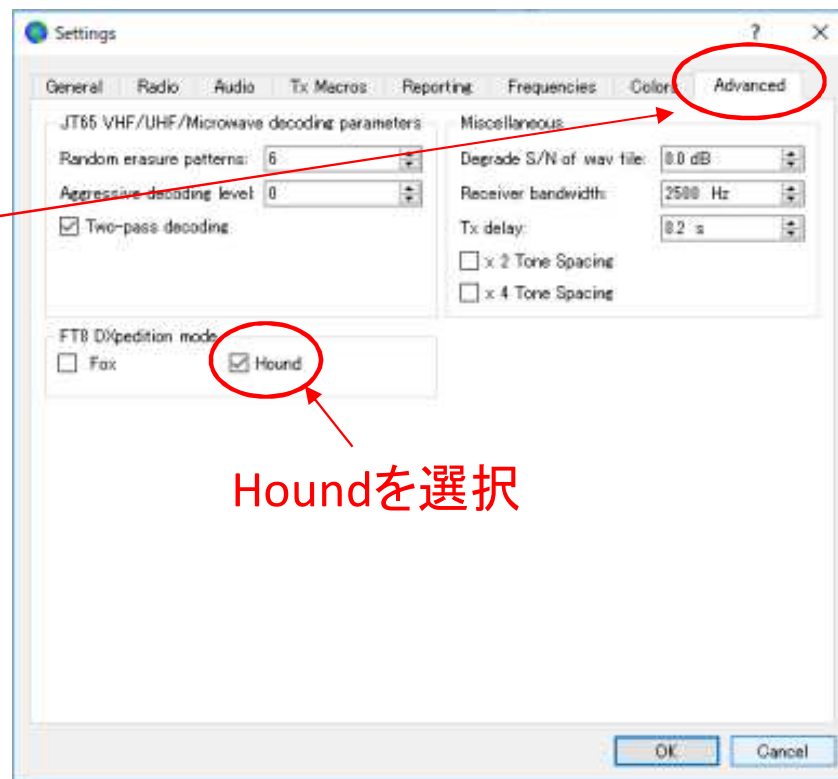 Settings
General Radio Audio Tx Macros Reporting Frequencies Colors Advanced
JT65 VHF/UHF/Microwave decoding parameters
Random erasure patterns: 6
Aggressive decoding level: 0
Two-pass decoding
Miscellaneous
Degrade S/N of wav file: 0.0 dB
Receiver bandwidth: 2500 Hz
Tx delay: 0.2 s
x 2 Tone Spacing
x 4 Tone Spacing
FT8 DXpedition mode
Fox Hound
Houndを選択
OK Cancel